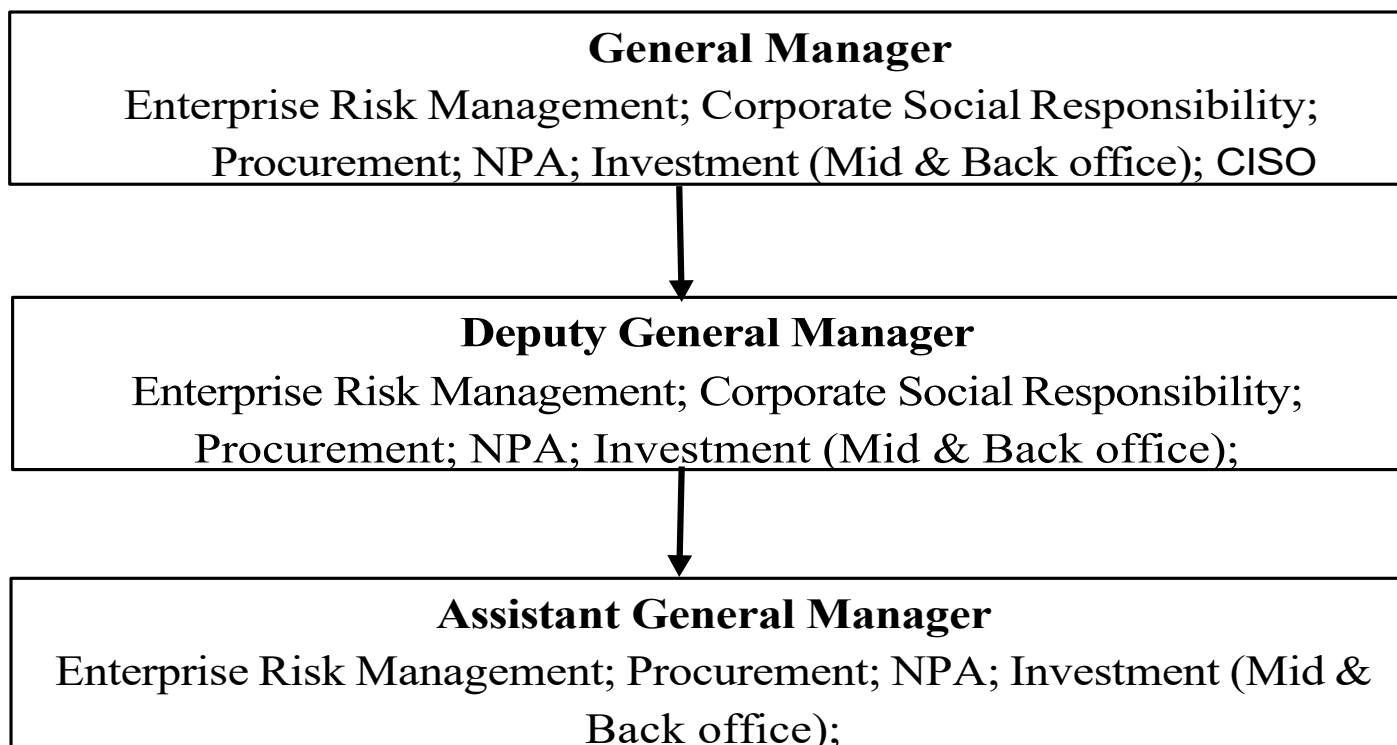 General Manager
Enterprise Risk Management; Corporate Social Responsibility;
Procurement; NPA; Investment (Mid & Back office); CISO
Deputy General Manager
Enterprise Risk Management; Corporate Social Responsibility;
Procurement; NPA; Investment (Mid & Back office);
Assistant General Manager
Enterprise Risk Management; Procurement; NPA; Investment (Mid &
Back office);